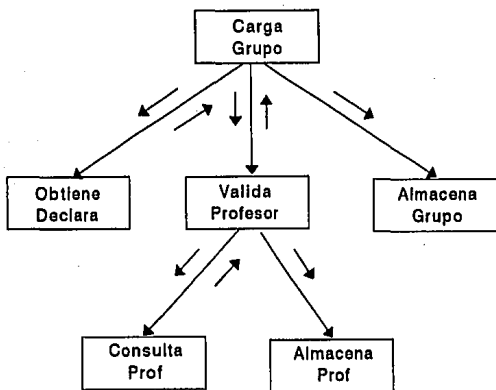 Carga
Grupo
Obtiene
Declara
Valida
Profesor
Almacena
Grupo
Consulta
Prof
Almacena
Prof